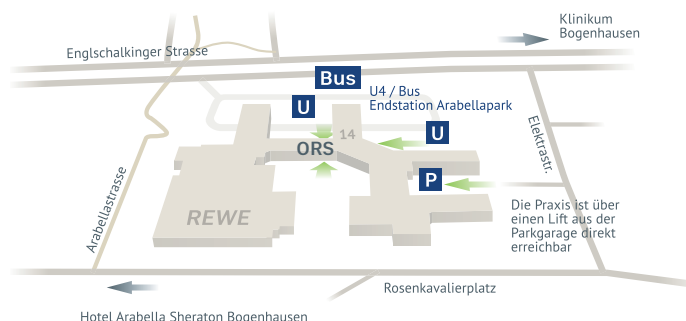 Klinikum
Bogenhausen
Englschalkinger Strasse
Bus
U4 / Bus
Endstation Arabellapark
U
14
U
Elektrastr.
ORS
P
Arabellastrasse
REWE
Die Praxis ist über
einen Lift aus der
Parkgarage direkt
erreichbar
Rosenkavalierplatz
Hotel Arabella Sheraton Bogenhausen